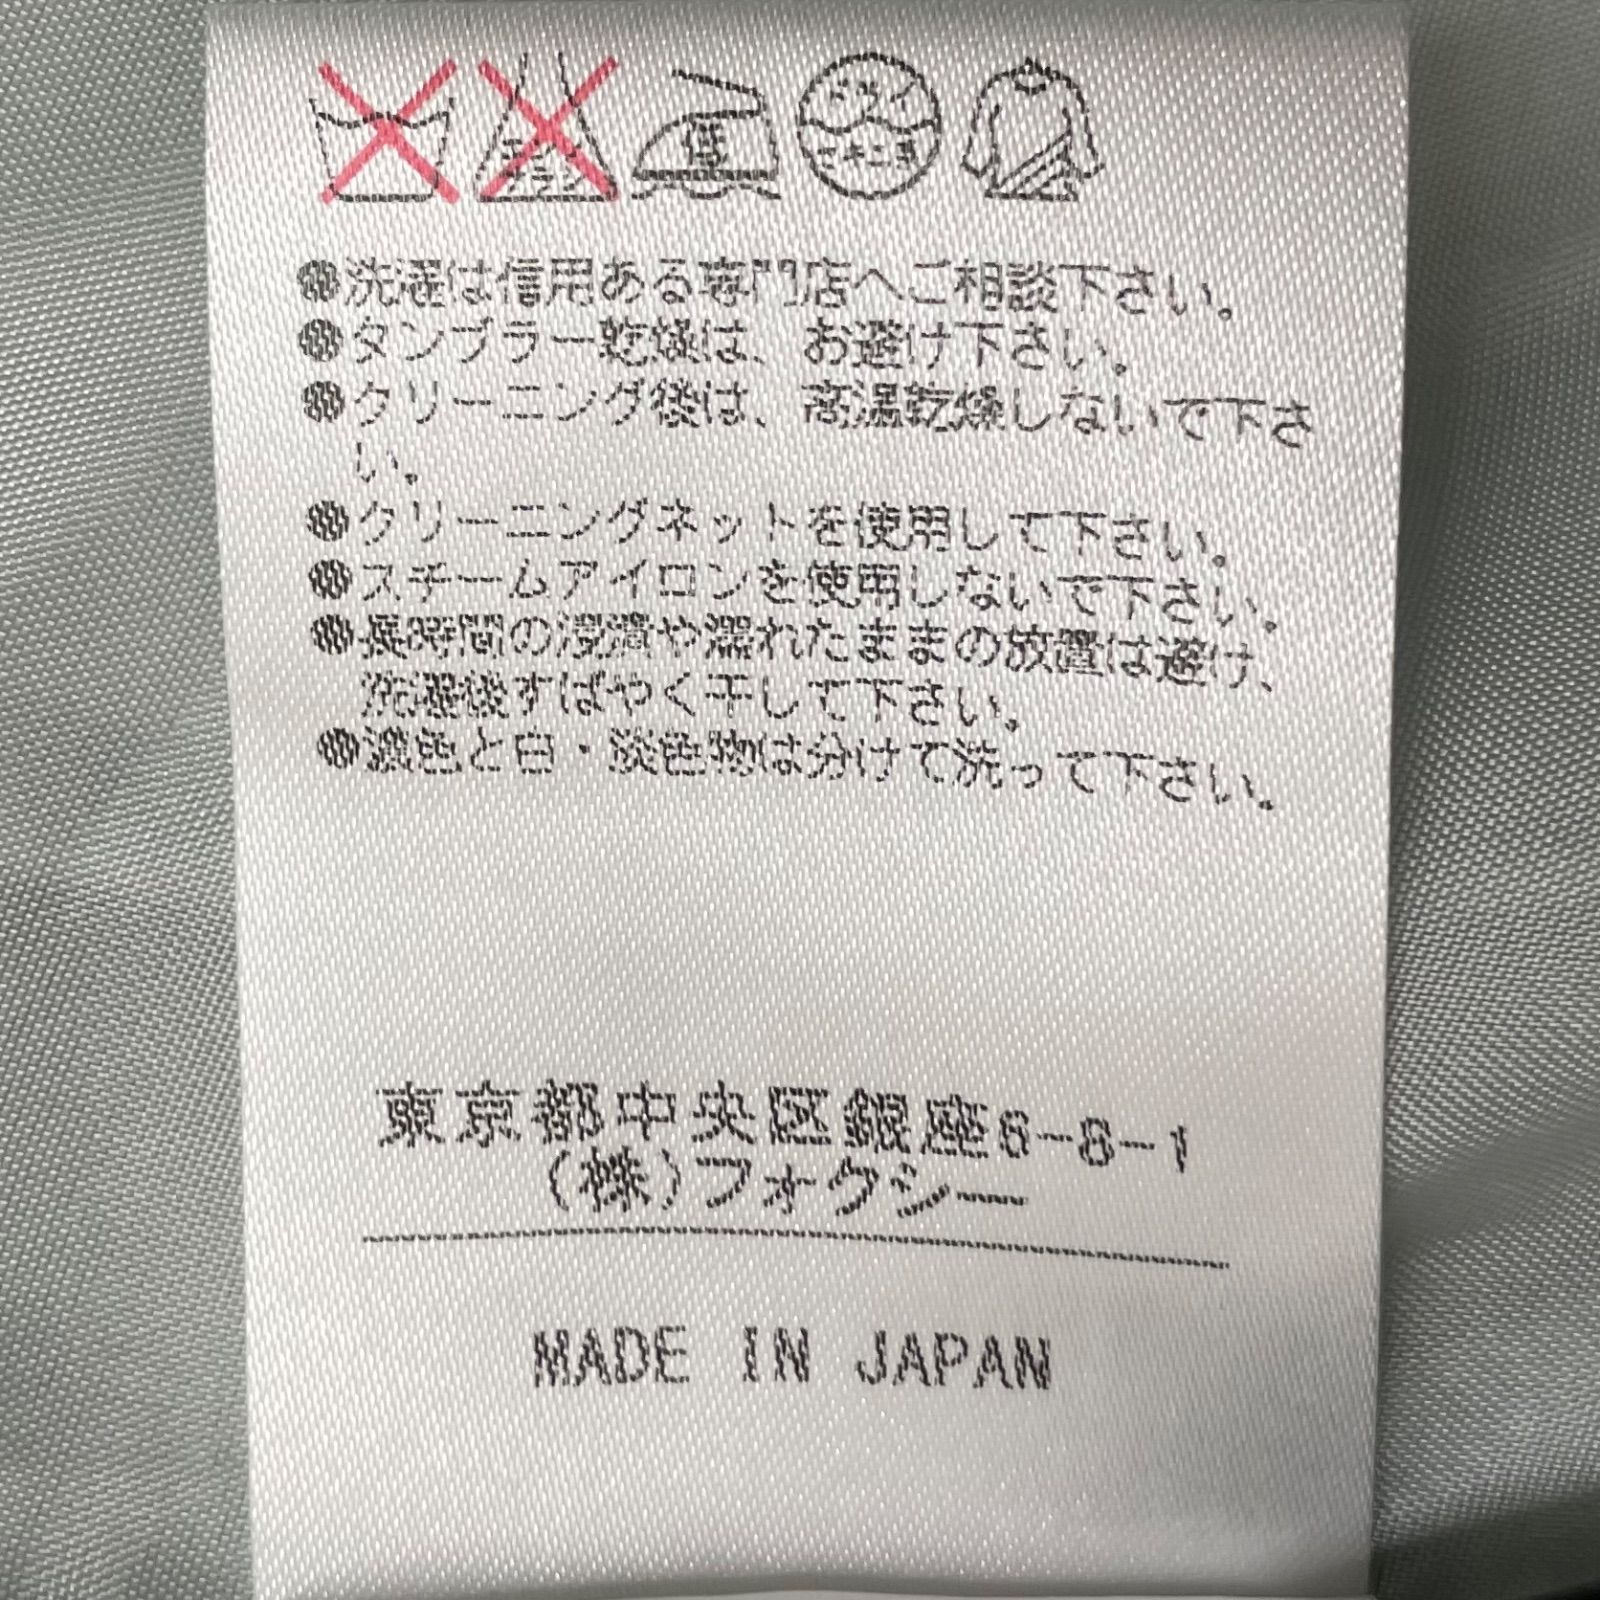 エンソ
サラシ
低
ドライ
セキユ系
●洗濯は信用ある専門店へご相談下さい。
●タンブラー乾燥は、お避け下さい。
●クリーニング後は、高温乾燥しないで下さ
い。
●クリーニングネットを使用して下さい。
●スチームアイロンを使用しないで下さい。
●長時間の浸漬や濡れたままの放置は避け、
洗濯後すばやく干して下さい。
●濃色と白・淡色物は分けて洗って下さい。
東京都中央区銀座6-8-1
(株)フォクシー
MADE IN JAPAN